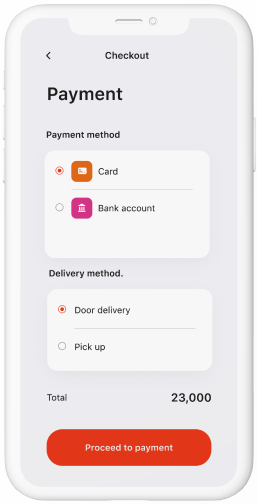 Checkout
Payment
Payment method
Card
Bank account
Delivery method.
Door delivery
Pick up
Total 23,000
Proceed to payment